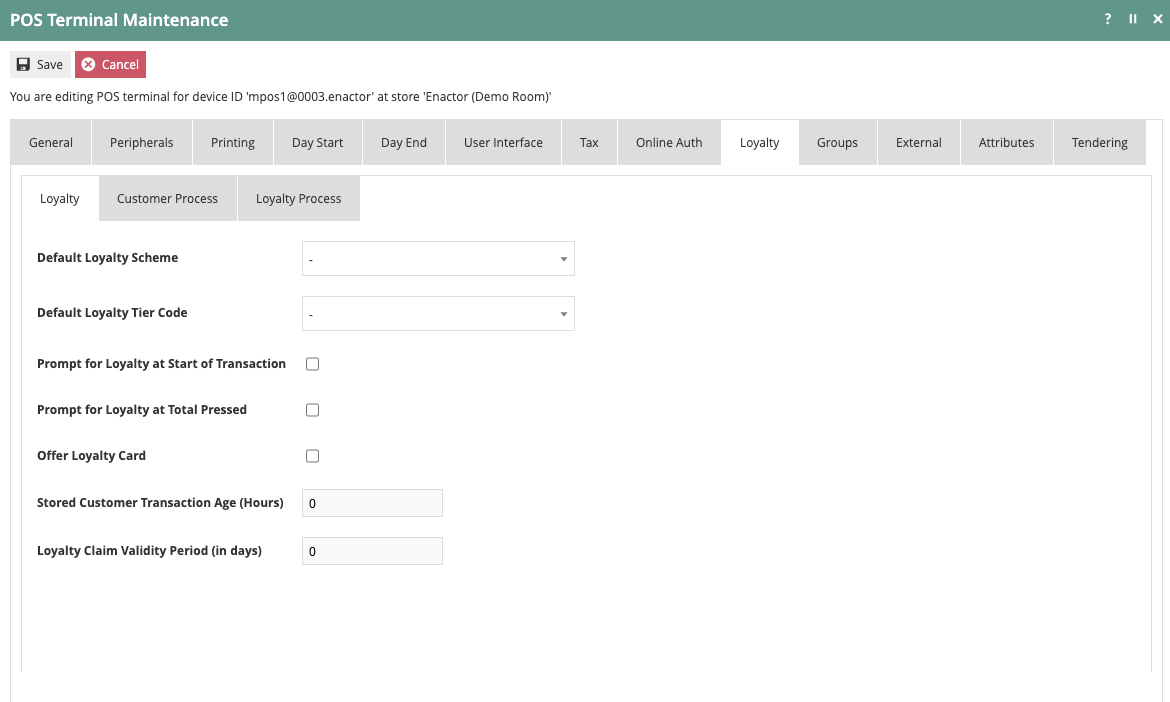 POS Terminal Maintenance ?
Save Cancel
You are editing POS terminal for device ID 'mpos1@0003.enactor' at store 'Enactor (Demo Room)'
General Peripherals Printing Day Start Day End User Interface Tax Online Auth Loyalty Groups External Attributes Tendering
Loyalty Customer Process Loyalty Process
Default Loyalty Scheme -
Default Loyalty Tier Code -
Prompt for Loyalty at Start of Transaction
Prompt for Loyalty at Total Pressed
Offer Loyalty Card
Stored Customer Transaction Age (Hours) 0
Loyalty Claim Validity Period (in days) 0